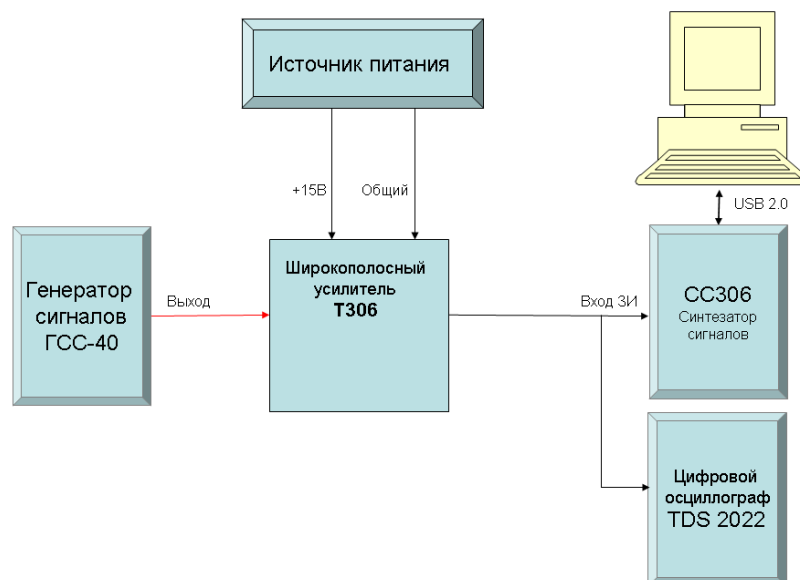 Источник питания
+15В
Общий
USB 2.0
Генератор
сигналов
ГСС-40
Выход
Широкополосный
усилитель
Т306
Вход ЗИ
СС306
Синтезатор
сигналов
Цифровой
осциллограф
TDS 2022